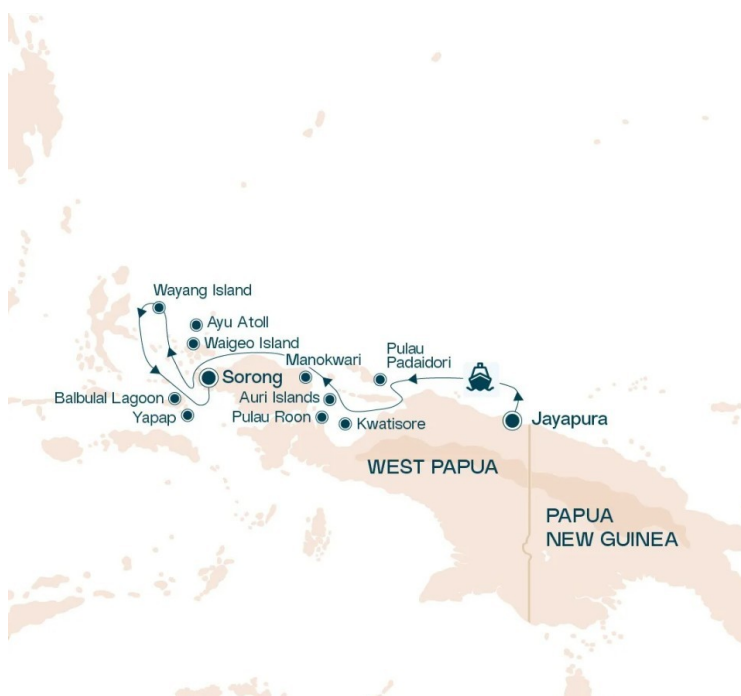 Wayang Island
Ayu Atoll
Waigeo Island
Manokwari
Pulau
Padaidori
Sorong
Balbulal Lagoon
Auri Islands
Yapap
Pulau Roon
Kwatisore
Jayapura
WEST PAPUA
PAPUA
NEW GUINEA